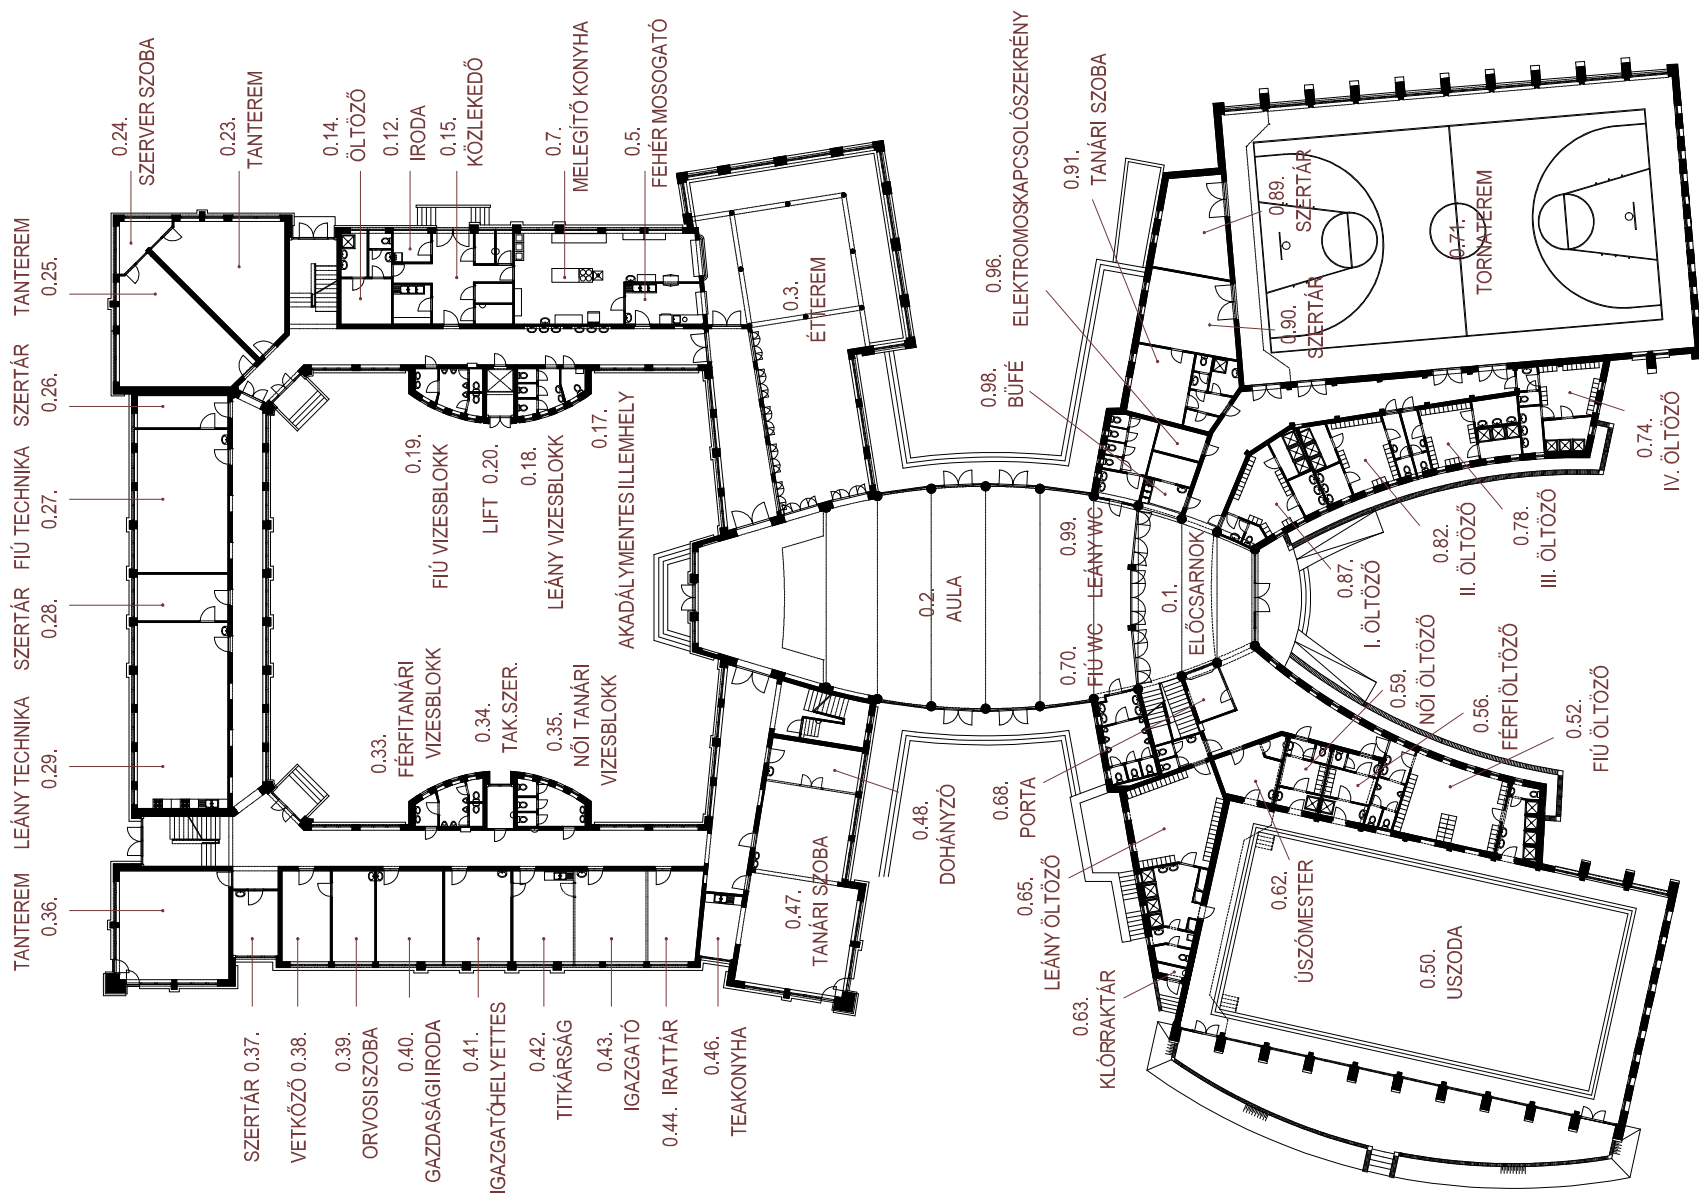 0.24.
SZERVER SZOBA
0.23.
TANTEREM
0.14.
ÖLTÖZŐ
0.12.
IRODA
0.15.
KÖZLEKEDŐ
0.7.
MELEGÍTŐ KONYHA
0.5.
FEHÉR MOSOGATÓ
0.96.
ELEKTROMOSKAPCSOLÓSZEKRÉNY
0.91.
TANÁRI SZOBA
0.98.
BÜFÉ
0.89.
SZERTÁR
0.90.
SZERTÁR
0.71.
TORNATEREM
0.3.
ÉTTEREM
TANTEREM
0.25.
SZERTÁR
0.26.
FIÚ TECHNIKA
0.27.
SZERTÁR
0.28.
LEÁNY TECHNIKA
0.29.
TANTEREM
0.36.
0.19.
FIÚ VIZESBLOKK
LIFT 0.20.
0.18.
LEÁNY VIZESBLOKK
0.17.
AKADÁLYMENTESILLEMHELY
0.33.
FÉRFITANÁRI
VIZESBLOKK
0.34.
TAK.SZER.
0.35.
NŐI TANÁRI
VIZESBLOKK
0.2.
AULA
0.99.
LEÁNY WC
0.70.
FIÚ WC
0.1.
ELŐCSARNOK
0.87.
I. ÖLTÖZŐ
0.82.
II. ÖLTÖZŐ
0.78.
III. ÖLTÖZŐ
0.74.
IV. ÖLTÖZŐ
0.59.
NŐI ÖLTÖZŐ
0.56.
FÉRFIÖLTÖZŐ
0.52.
FIÚ ÖLTÖZŐ
0.48.
DOHÁNYZÓ
0.68.
PORTA
0.47.
TANÁRI SZOBA
0.65.
LEÁNY ÖLTÖZŐ
0.63.
KLÓRRAKTÁR
0.62.
ÚSZÓMESTER
0.50.
USZODA
SZERTÁR 0.37.
VETKŐZŐ 0.38.
0.39.
ORVOSISZOBA
0.40.
GAZDASÁGIIRODA
0.41.
IGAZGATÓHELYETTES
0.42.
TITKÁRSÁG
0.43.
IGAZGATÓ
0.44. IRATTÁR
0.46.
TEAKONYHA